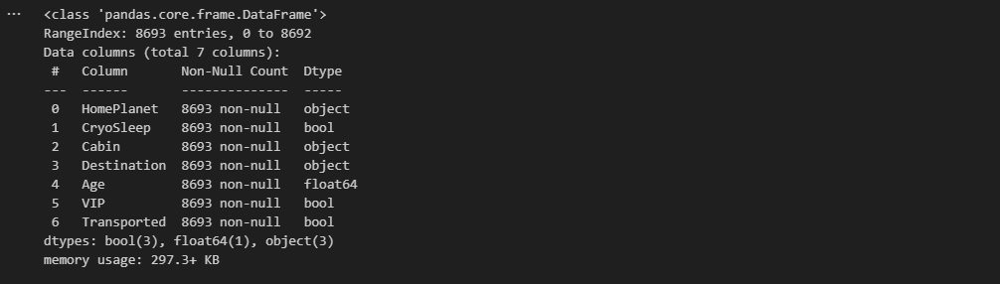 ...
<class 'pandas.core.frame.DataFrame'>
RangeIndex: 8693 entries, 0 to 8692
Data columns (total 7 columns):
 #   Column       Non-Null Count  Dtype
---  ------       --------------  -----
 0   HomePlanet   8693 non-null   object
 1   CryoSleep    8693 non-null   bool
 2   Cabin        8693 non-null   object
 3   Destination  8693 non-null   object
 4   Age          8693 non-null   float64
 5   VIP          8693 non-null   bool
 6   Transported  8693 non-null   bool
dtypes: bool(3), float64(1), object(3)
memory usage: 297.3+ KB